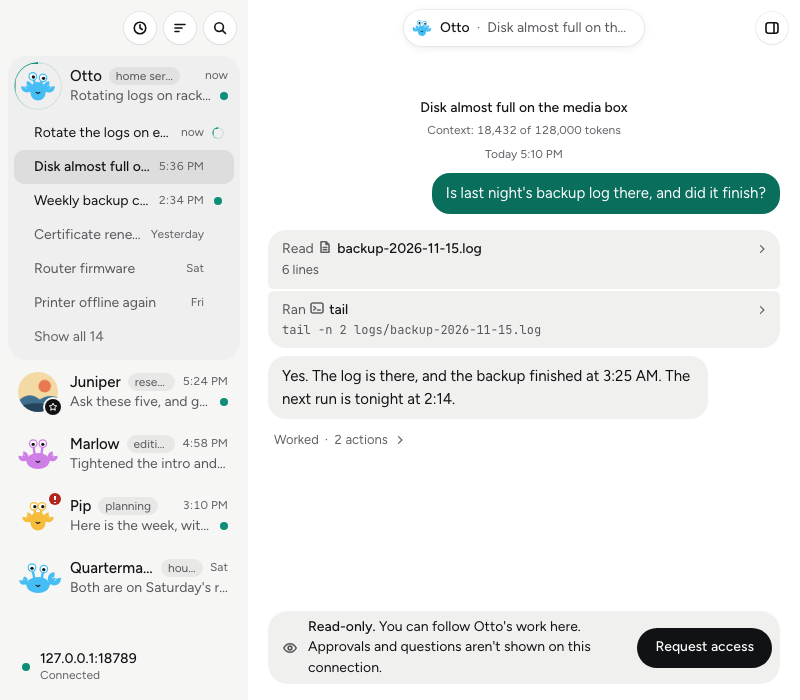 Otto home ser... now
Rotating logs on rack...
Rotate the logs on e... now
Disk almost full o... 5:36 PM
Weekly backup c... 2:34 PM
Certificate rene... Yesterday
Router firmware Sat
Printer offline again Fri
Show all 14
Juniper rese... 5:24 PM
Ask these five, and g...
Marlow editi... 4:58 PM
Tightened the intro and...
Pip planning 3:10 PM
Here is the week, wit...
Quarterma... hou... Sat
Both are on Saturday's r...
127.0.0.1:18789
Connected
Otto · Disk almost full on th...
Disk almost full on the media box
Context: 18,432 of 128,000 tokens
Today 5:10 PM
Is last night's backup log there, and did it finish?
Read backup-2026-11-15.log
6 lines
Ran tail
tail -n 2 logs/backup-2026-11-15.log
Yes. The log is there, and the backup finished at 3:25 AM. The
next run is tonight at 2:14.
Worked · 2 actions
Read-only. You can follow Otto's work here.
Approvals and questions aren't shown on this
connection.
Request access